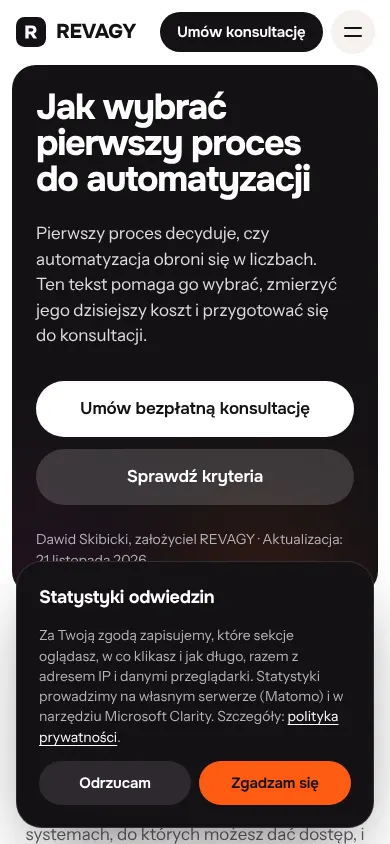 R REVAGY
Umów konsultację
Jak wybrać
pierwszy proces
do automatyzacji
Pierwszy proces decyduje, czy
automatyzacja obroni się w liczbach.
Ten tekst pomaga go wybrać, zmierzyć
jego dzisiejszy koszt i przygotować się
do konsultacji.
Umów bezpłatną konsultację
Sprawdź kryteria
Dawid Skibicki, założyciel REVAGY · Aktualizacja:
21 listopada 2026
Statystyki odwiedzin
Za Twoją zgodą zapisujemy, które sekcje
oglądasz, w co klikasz i jak długo, razem z
adresem IP i danymi przeglądarki. Statystyki
prowadzimy na własnym serwerze (Matomo) i w
narzędziu Microsoft Clarity. Szczegóły: polityka
prywatności.
Odrzucam
Zgadzam się
systemach, do których możesz dać dostęp, i